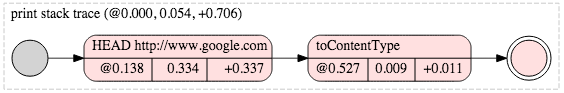 print stack trace (@0.000, 0.054, +0.706)
HEAD http://www.google.com
@0.138 0.334 +0.337
toContentType
@0.527 0.009 +0.011